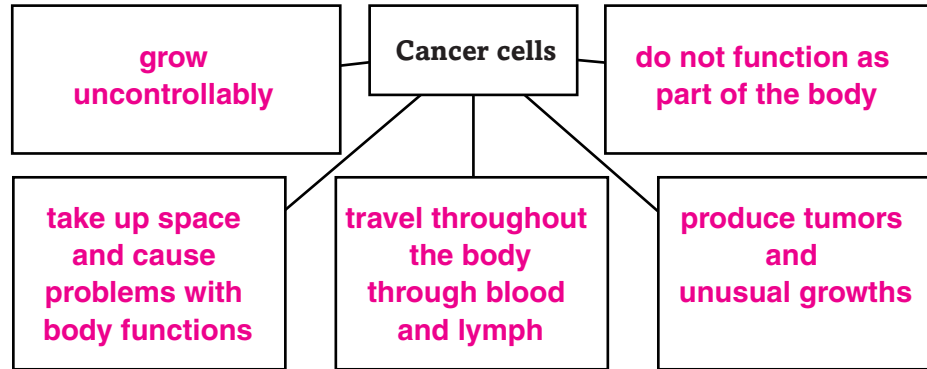 grow
uncontrollably
Cancer cells
do not function as
part of the body
take up space
and cause
problems with
body functions
travel throughout
the body
through blood
and lymph
produce tumors
and
unusual growths